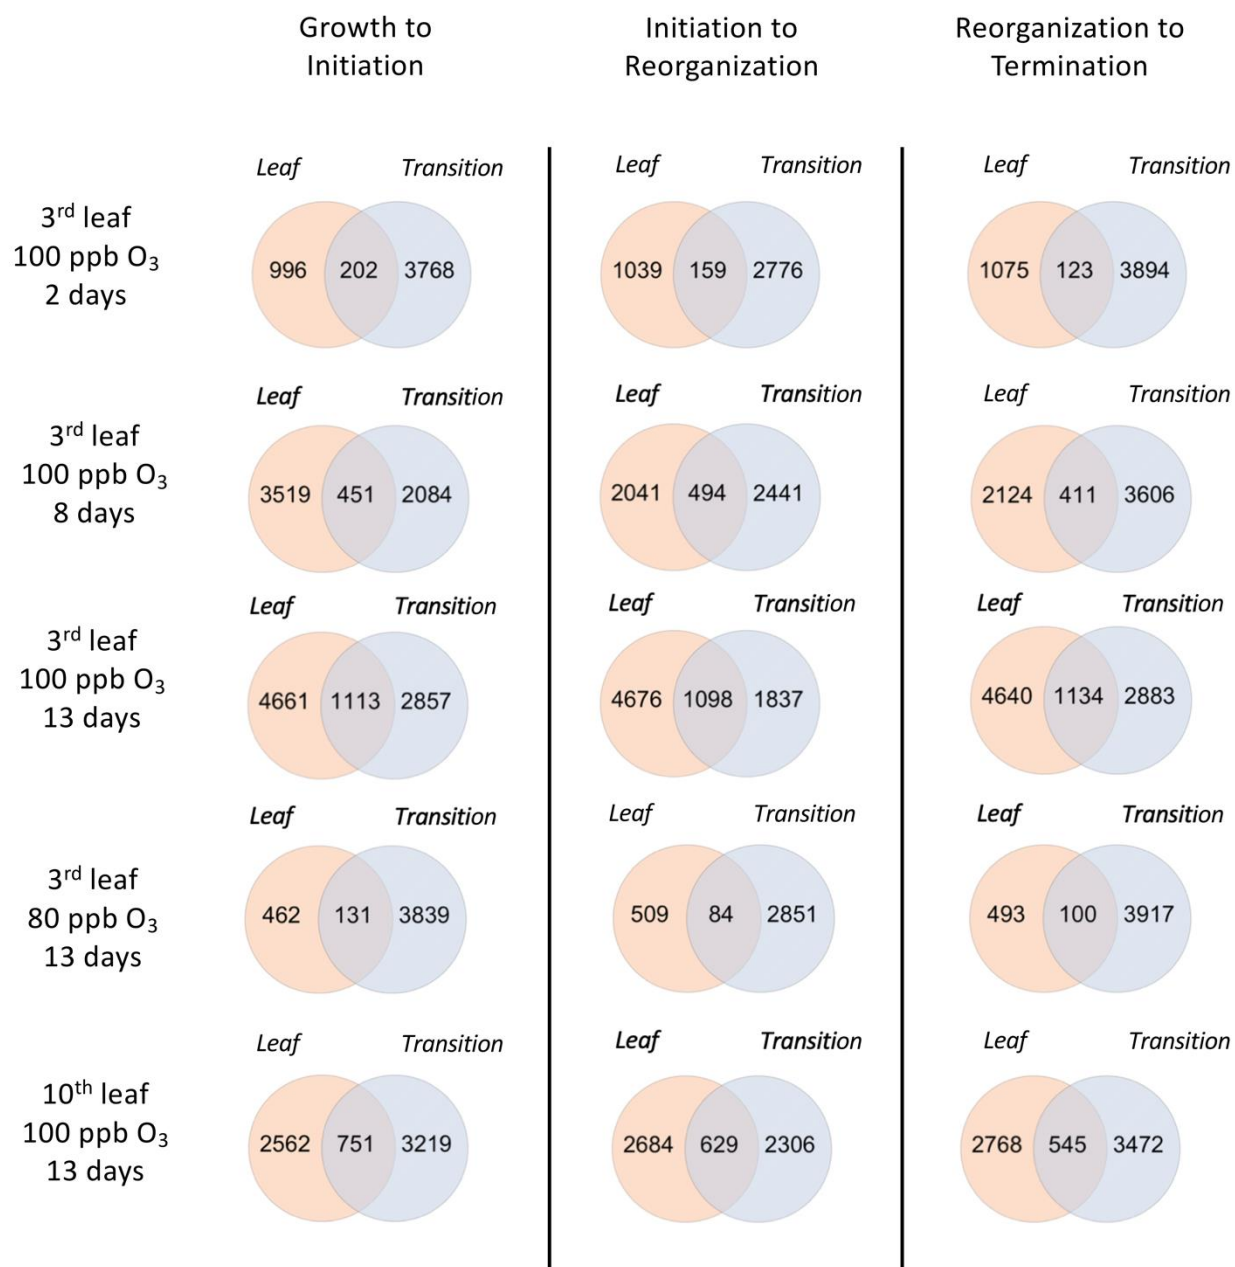 Growth to
Initiation
Initiation to
Reorganization
Reorganization to
Termination
3rd leaf
100 ppb O3
2 days
Leaf Transition
996 202 3768
Leaf Transition
1039 159 2776
Leaf Transition
1075 123 3894
3rd leaf
100 ppb O3
8 days
Leaf Transition
3519 451 2084
Leaf Transition
2041 494 2441
Leaf Transition
2124 411 3606
3rd leaf
100 ppb O3
13 days
Leaf Transition
4661 1113 2857
Leaf Transition
4676 1098 1837
Leaf Transition
4640 1134 2883
3rd leaf
80 ppb O3
13 days
Leaf Transition
462 131 3839
Leaf Transition
509 84 2851
Leaf Transition
493 100 3917
10th leaf
100 ppb O3
13 days
Leaf Transition
2562 751 3219
Leaf Transition
2684 629 2306
Leaf Transition
2768 545 3472